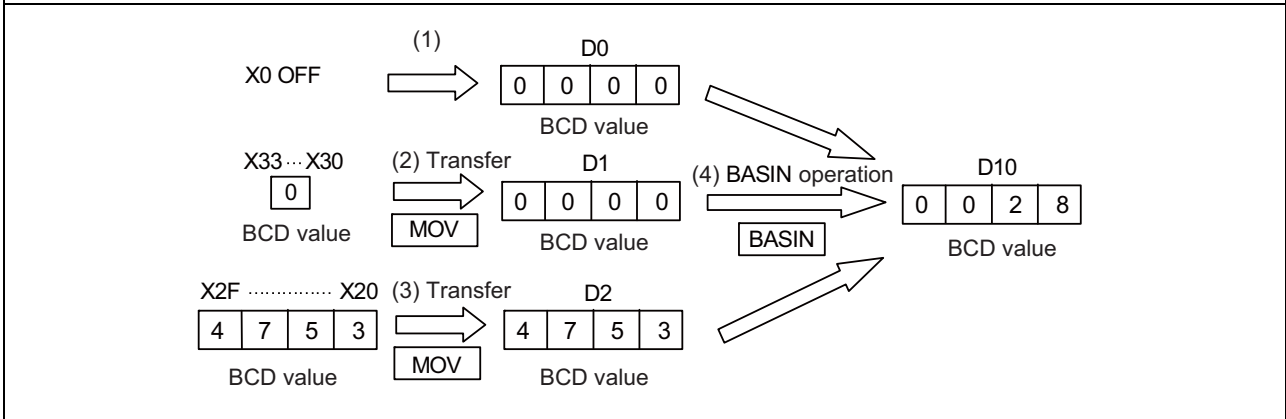 (1)
D0
X0 OFF
0 0 0 0
BCD value
X33 ··· X30
(2) Transfer
D1
(4) BASIN operation
D10
0
0 0 0 0
0 0 2 8
BCD value
MOV
BCD value
BASIN
BCD value
X2F ··············· X20
(3) Transfer
D2
4 7 5 3
4 7 5 3
MOV
BCD value
BCD value